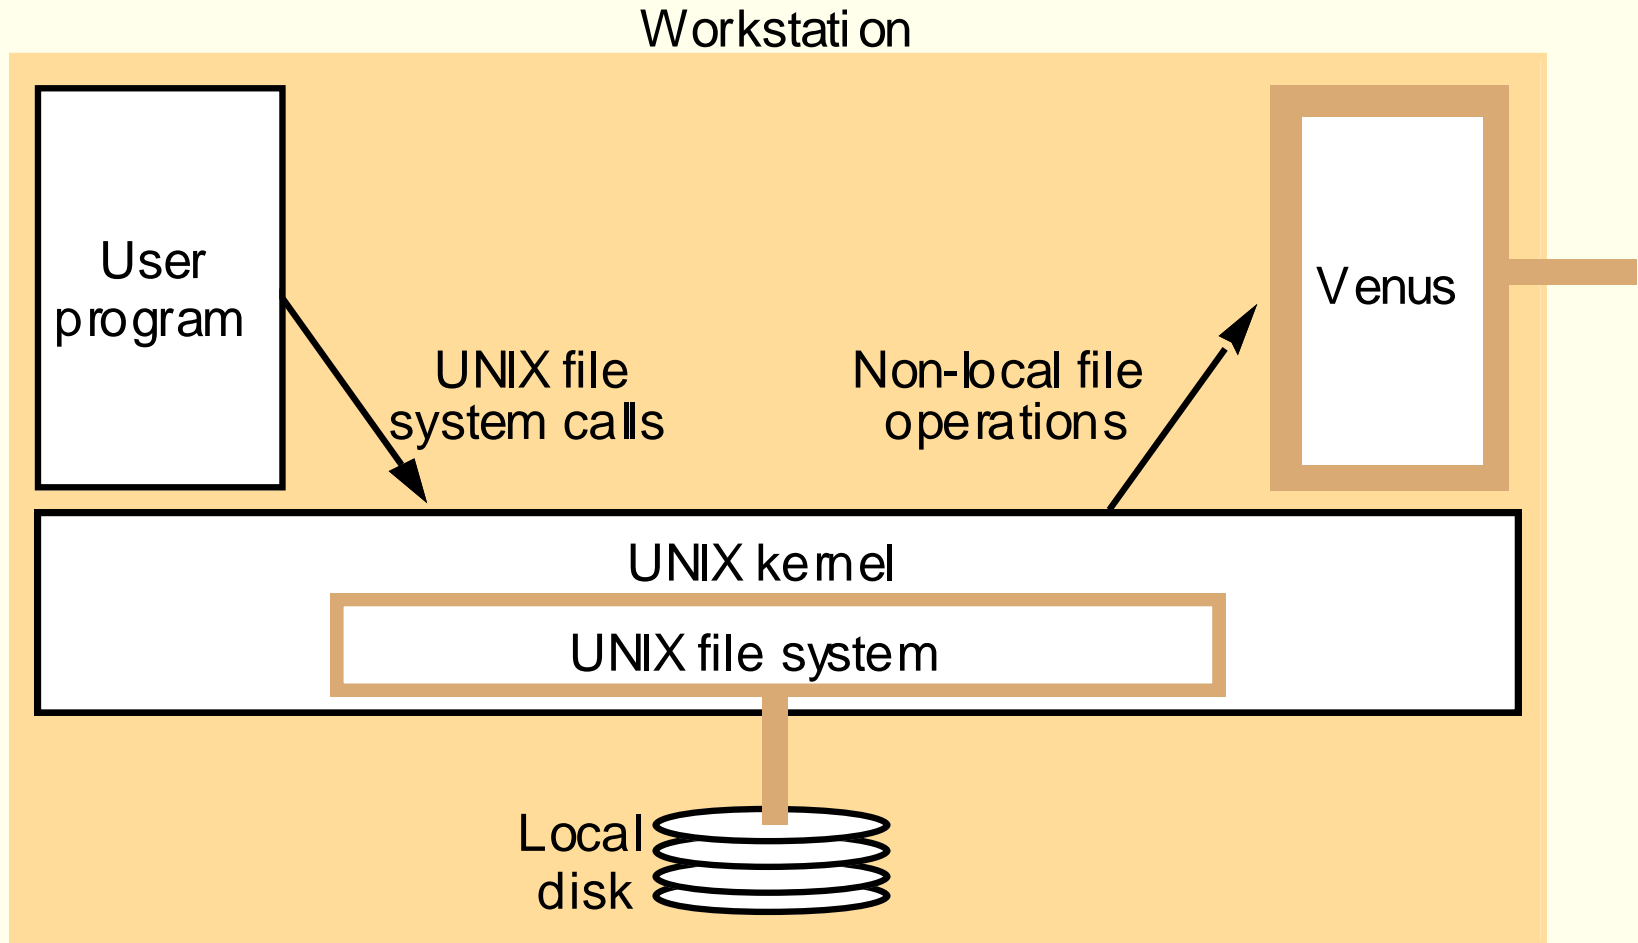 Workstation
User
program
UNIX file
system calls
Non-local file
operations
Venus
UNIX kernel
UNIX file system
Local
disk